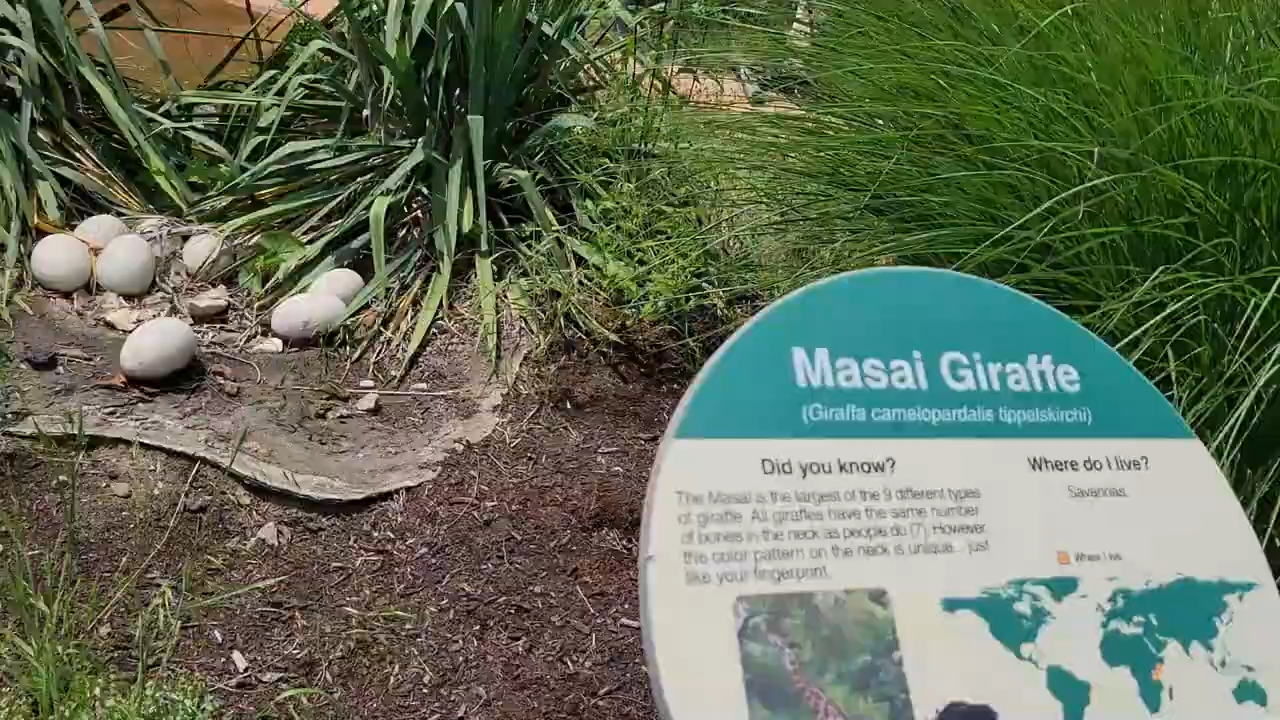 Masai Giraffe
(Giraffa camelopardalis tippelskirchi)
Did you know?
The Masai is the largest of the 9 different types
of giraffe. All giraffes have the same number
of bones in the neck as people do (7). However
the color pattern on the neck is unique... just
like your fingerprint.
Where do I live?
Savannas.
Where I live